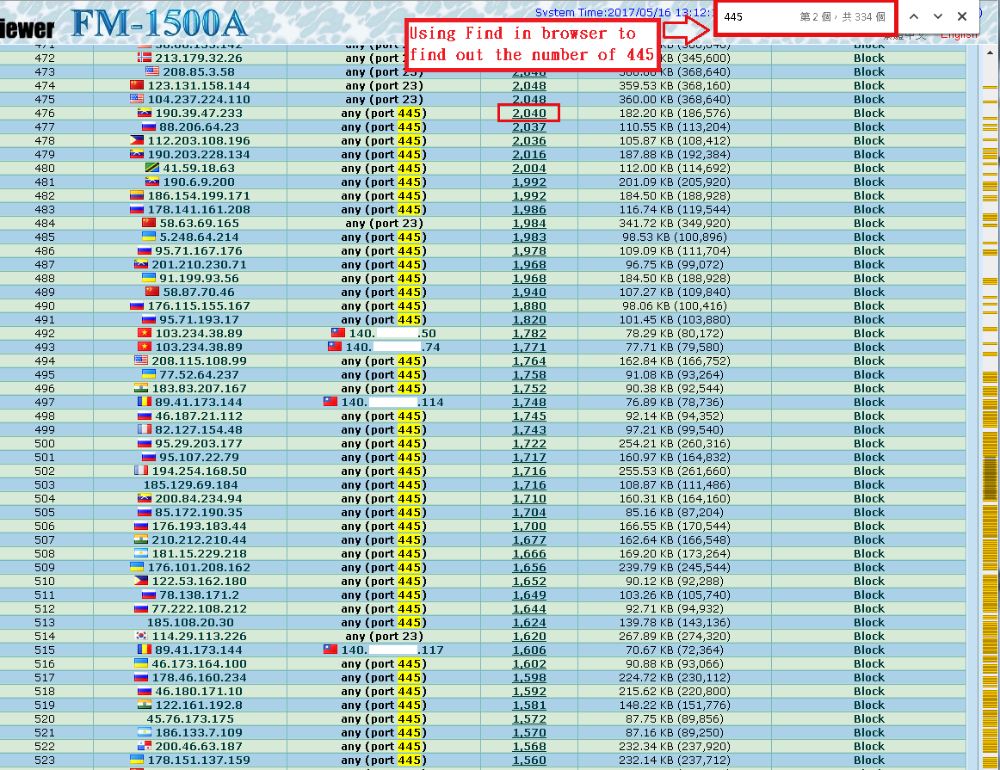 iewer FM-1500A
System Time:2017/05/16 13:12:1
445 第 2 個，共 334 個
Using Find in browser to
find out the number of 445
繁體中文 English
472 213.179.32.26 any (port 2 (345,600) Block
473 208.85.3.58 any (port 23) 2,048 360.00 KB (368,640) Block
474 123.131.158.144 any (port 23) 2,048 359.53 KB (368,160) Block
475 104.237.224.110 any (port 23) 2,048 360.00 KB (368,640) Block
476 190.39.47.233 any (port 445) 2,040 182.20 KB (186,576) Block
477 88.206.64.23 any (port 445) 2,037 110.55 KB (113,204) Block
478 112.203.108.196 any (port 445) 2,036 105.87 KB (108,412) Block
479 190.203.228.134 any (port 445) 2,016 187.88 KB (192,384) Block
480 41.59.18.63 any (port 445) 2,004 112.00 KB (114,692) Block
481 190.6.9.200 any (port 445) 1,992 201.09 KB (205,920) Block
482 186.154.199.171 any (port 445) 1,992 184.50 KB (188,928) Block
483 178.141.161.208 any (port 445) 1,986 116.74 KB (119,544) Block
484 58.63.69.165 any (port 23) 1,984 341.72 KB (349,920) Block
485 5.248.64.214 any (port 445) 1,983 98.53 KB (100,896) Block
486 95.71.167.176 any (port 445) 1,978 109.09 KB (111,704) Block
487 201.210.230.71 any (port 445) 1,968 96.75 KB (99,072) Block
488 91.199.93.56 any (port 445) 1,968 184.50 KB (188,928) Block
489 58.87.70.46 any (port 445) 1,940 107.27 KB (109,840) Block
490 176.115.155.167 any (port 445) 1,880 98.06 KB (100,416) Block
491 95.71.193.17 any (port 445) 1,820 101.45 KB (103,880) Block
492 103.234.38.89 140. .50 1,782 78.29 KB (80,172) Block
493 103.234.38.89 140. .74 1,771 77.71 KB (79,580) Block
494 208.115.108.99 any (port 445) 1,764 162.84 KB (166,752) Block
495 77.52.64.237 any (port 445) 1,758 91.08 KB (93,264) Block
496 183.83.207.167 any (port 445) 1,752 90.38 KB (92,544) Block
497 89.41.173.144 140. .114 1,748 76.89 KB (78,736) Block
498 46.187.21.112 any (port 445) 1,745 92.14 KB (94,352) Block
499 82.127.154.48 any (port 445) 1,743 97.21 KB (99,540) Block
500 95.29.203.177 any (port 445) 1,722 254.21 KB (260,316) Block
501 95.107.22.79 any (port 445) 1,717 160.97 KB (164,832) Block
502 194.254.168.50 any (port 445) 1,716 255.53 KB (261,660) Block
503 185.129.69.184 any (port 445) 1,716 108.87 KB (111,486) Block
504 200.84.234.94 any (port 445) 1,710 160.31 KB (164,160) Block
505 85.172.190.35 any (port 445) 1,704 85.16 KB (87,204) Block
506 176.193.183.44 any (port 445) 1,700 166.55 KB (170,544) Block
507 210.212.210.44 any (port 445) 1,677 162.64 KB (166,548) Block
508 181.15.229.218 any (port 445) 1,666 169.20 KB (173,264) Block
509 176.101.208.162 any (port 445) 1,656 239.79 KB (245,544) Block
510 122.53.162.180 any (port 445) 1,652 90.12 KB (92,288) Block
511 78.138.171.2 any (port 445) 1,649 103.26 KB (105,740) Block
512 77.222.108.212 any (port 445) 1,644 92.71 KB (94,932) Block
513 185.108.20.30 any (port 445) 1,624 139.78 KB (143,136) Block
514 114.29.113.226 any (port 23) 1,620 267.89 KB (274,320) Block
515 89.41.173.144 140. .117 1,606 70.67 KB (72,364) Block
516 46.173.164.100 any (port 445) 1,602 90.88 KB (93,066) Block
517 178.46.160.234 any (port 445) 1,598 224.72 KB (230,112) Block
518 46.180.171.10 any (port 445) 1,592 215.62 KB (220,800) Block
519 122.161.192.8 any (port 445) 1,581 148.22 KB (151,776) Block
520 45.76.173.175 any (port 445) 1,572 87.75 KB (89,856) Block
521 186.133.7.109 any (port 445) 1,570 87.16 KB (89,250) Block
522 200.46.63.187 any (port 445) 1,568 232.34 KB (237,920) Block
523 178.151.137.159 any (port 445) 1,560 232.14 KB (237,712) Block